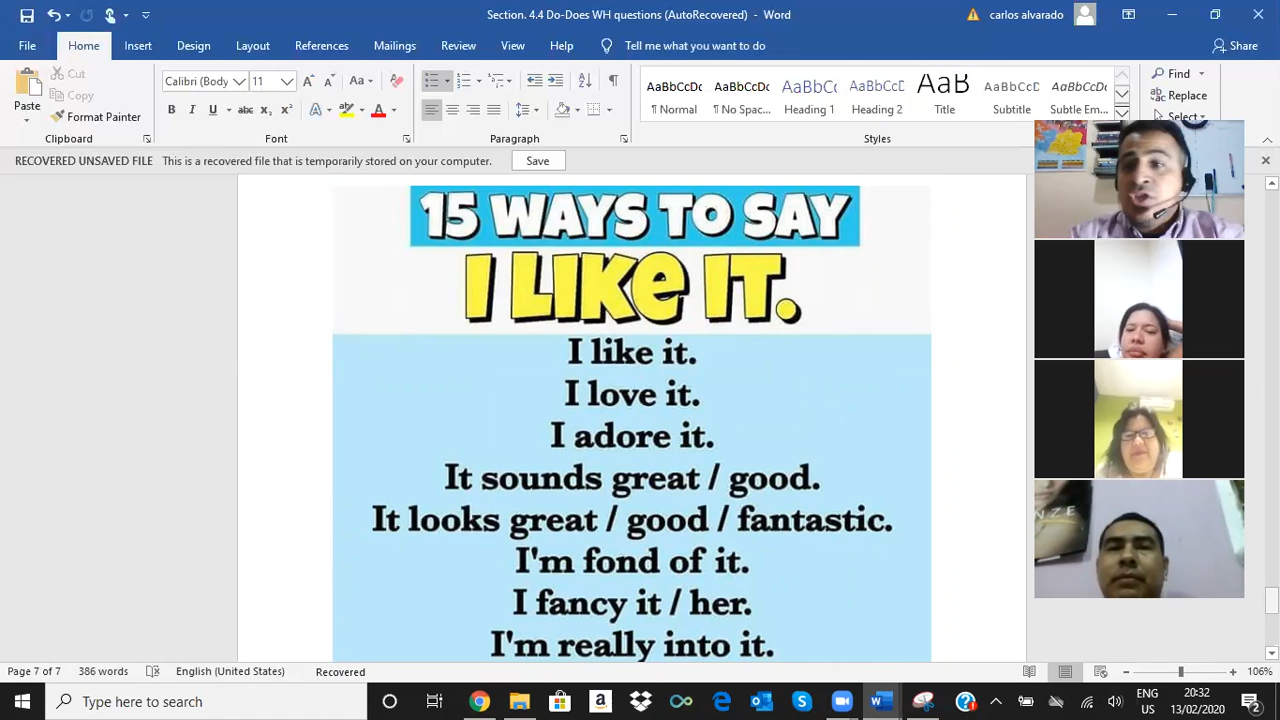 Section. 4.4 Do-Does WH questions (AutoRecovered) - Word
carlos alvarado
File Home Insert Design Layout References Mailings Review View Help Tell me what you want to do Share
Paste
Cut
Copy
Format Painter
Clipboard
Calibri (Body 11
Font
Paragraph
AaBbCcDc AaBbCcDc AaBbCc AaBbCcC AaB AaBbCcC AaBbCcDc
¶ Normal ¶ No Spac... Heading 1 Heading 2 Title Subtitle Subtle Em...
Styles
Find
Replace
Select
RECOVERED UNSAVED FILE This is a recovered file that is temporarily stored on your computer. Save
15 WAYS TO SAY
I LIKE IT.
I like it.
I love it.
I adore it.
It sounds great / good.
It looks great / good / fantastic.
I'm fond of it.
I fancy it / her.
I'm really into it.
NZE
Page 7 of 7 386 words English (United States) Recovered 106%
Type here to search
ENG
US
20:32
13/02/2020
2